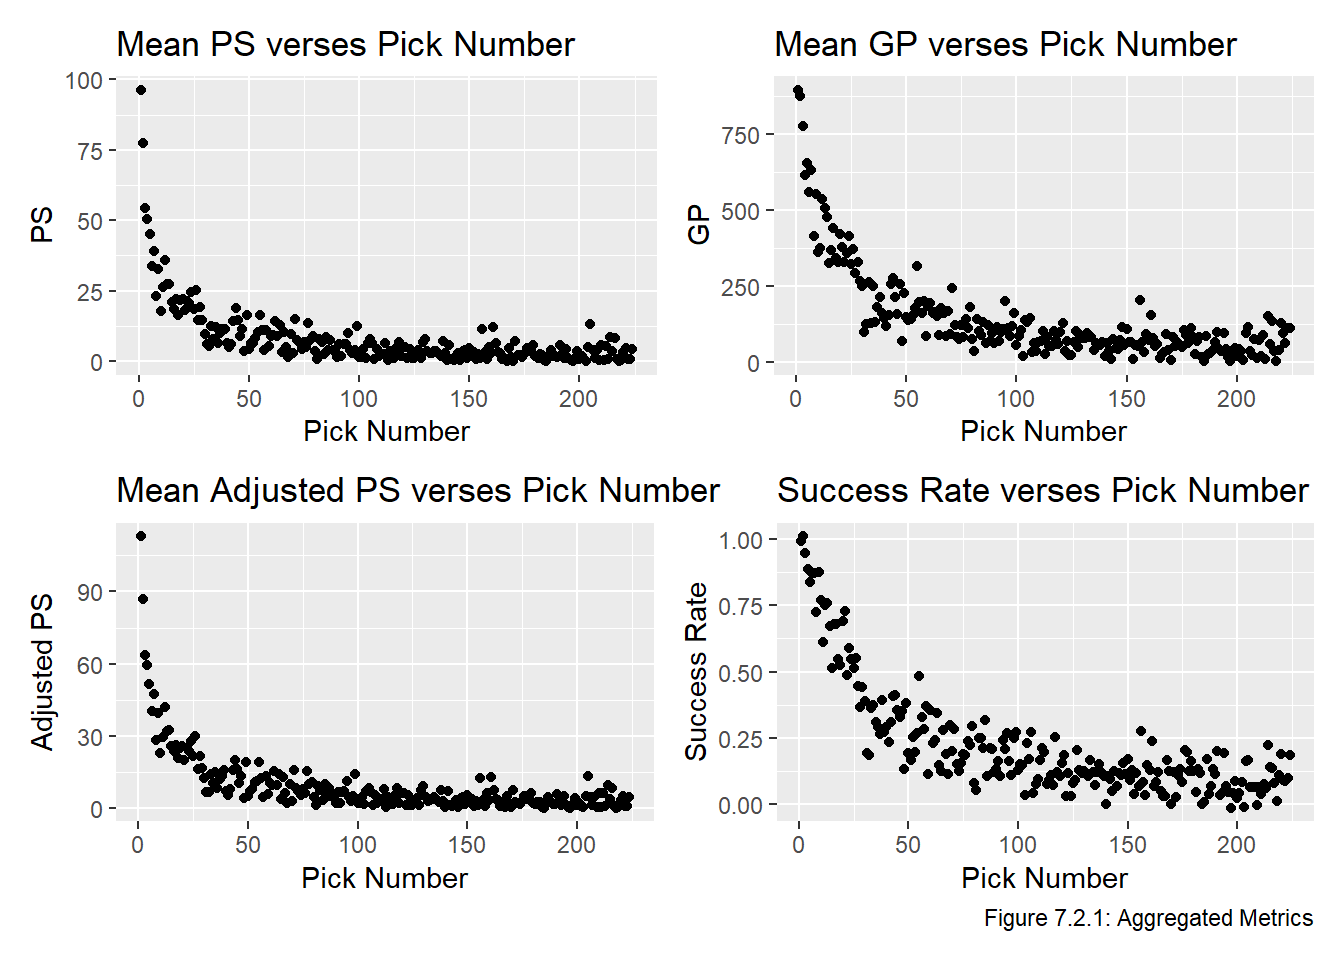 Mean PS verses Pick Number
100
75
50
25
0
PS
0 50 100 150 200
Pick Number
Mean GP verses Pick Number
750
500
250
0
GP
0 50 100 150 200
Pick Number
Mean Adjusted PS verses Pick Number
90
60
30
0
Adjusted PS
0 50 100 150 200
Pick Number
Success Rate verses Pick Number
1.00
0.75
0.50
0.25
0.00
Success Rate
0 50 100 150 200
Pick Number
Figure 7.2.1: Aggregated Metrics